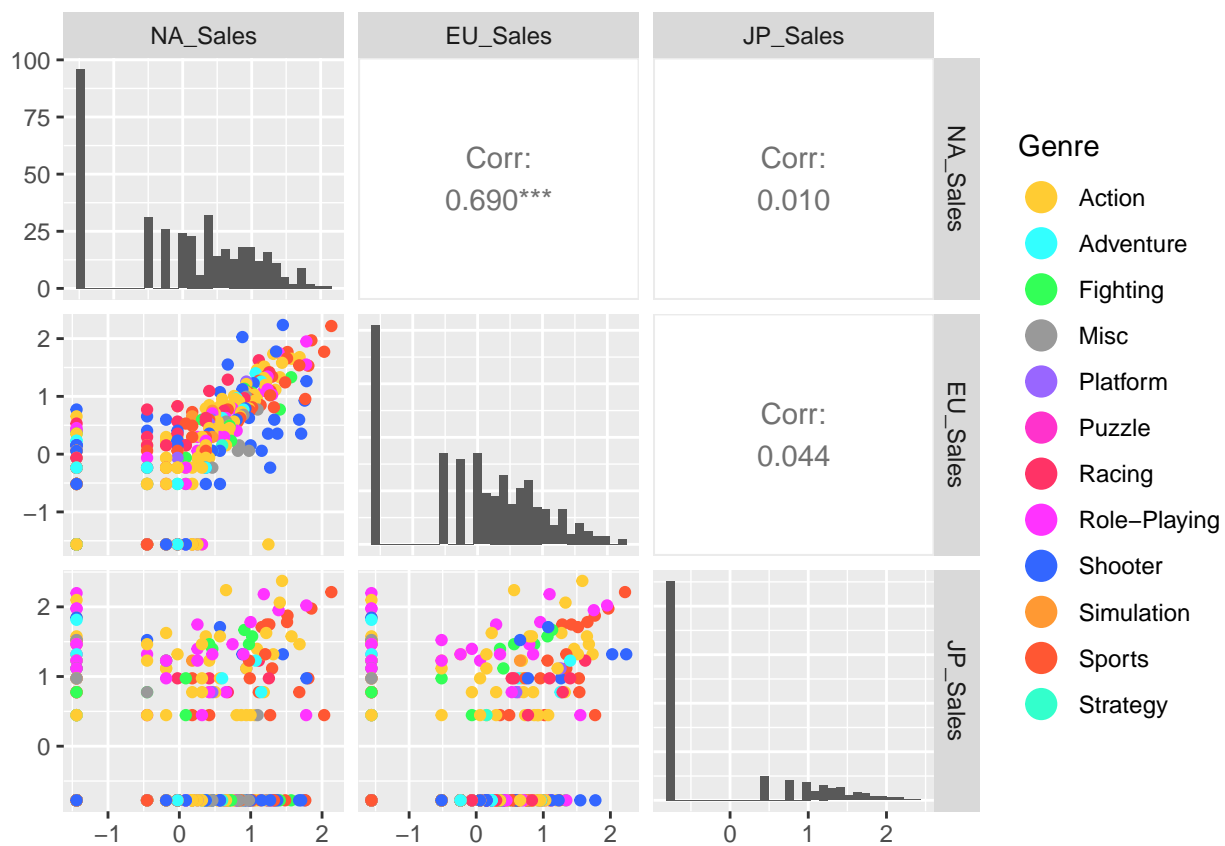 NA_Sales
EU_Sales
JP_Sales
100
75
50
25
0
Corr:
0.690***
Corr:
0.010
NA_Sales
2
1
0
−1
Corr:
0.044
EU_Sales
2
1
0
JP_Sales
−1
0
1
2
−1
0
1
2
0
1
2
Genre
Action
Adventure
Fighting
Misc
Platform
Puzzle
Racing
Role−Playing
Shooter
Simulation
Sports
Strategy